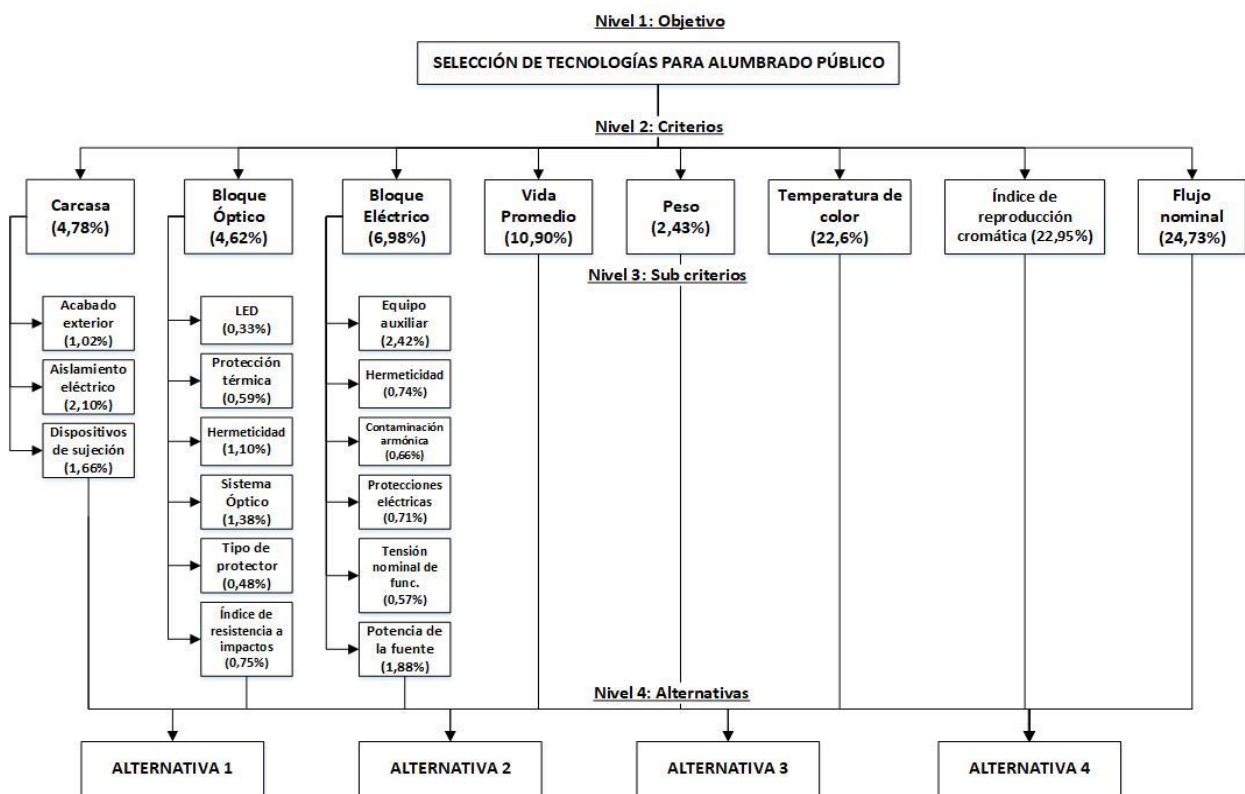 Nivel 1: Objetivo
SELECCIÓN DE TECNOLOGÍAS PARA ALUMBRADO PÚBLICO
Nivel 2: Criterios
Carcasa
(4,78%)
Bloque
Óptico
(4,62%)
Bloque
Eléctrico
(6,98%)
Vida
Promedio
(10,90%)
Peso
(2,43%)
Temperatura de
color
(22,6%)
Índice de
reproducción
cromática (22,95%)
Flujo
nominal
(24,73%)
Nivel 3: Sub criterios
Acabado
exterior
(1,02%)
Aislamiento
eléctrico
(2,10%)
Dispositivos
de sujeción
(1,66%)
LED
(0,33%)
Protección
térmica
(0,59%)
Hermeticidad
(1,10%)
Sistema
Óptico
(1,38%)
Tipo de
protector
(0,48%)
Índice de
resistencia a
impactos
(0,75%)
Equipo
auxiliar
(2,42%)
Hermeticidad
(0,74%)
Contaminación
armónica
(0,66%)
Protecciones
eléctricas
(0,71%)
Tensión
nominal de
func.
(0,57%)
Potencia de
la fuente
(1,88%)
Nivel 4: Alternativas
ALTERNATIVA 1
ALTERNATIVA 2
ALTERNATIVA 3
ALTERNATIVA 4